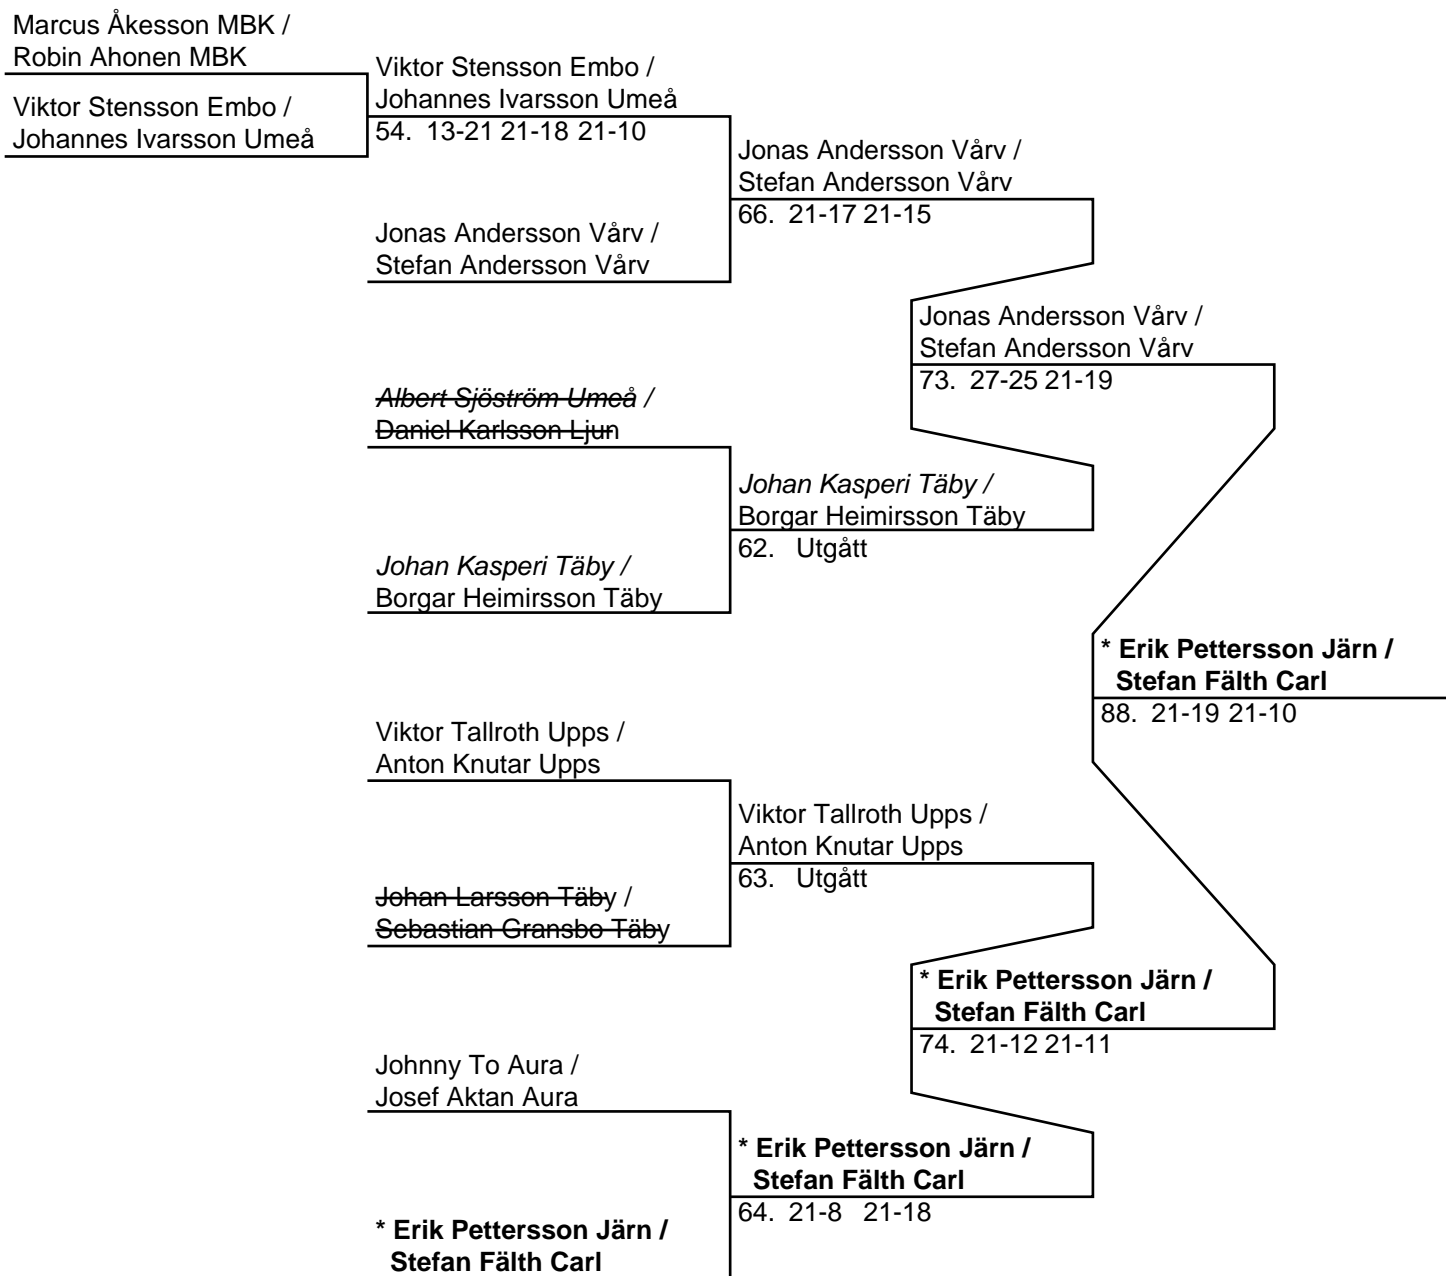 Marcus Åkesson MBK /
Robin Ahonen MBK
Viktor Stensson Embo /
Johannes Ivarsson Umeå
Viktor Stensson Embo /
Johannes Ivarsson Umeå
54. 13-21 21-18 21-10
Jonas Andersson Vårv /
Stefan Andersson Vårv
Jonas Andersson Vårv /
Stefan Andersson Vårv
66. 21-17 21-15
Jonas Andersson Vårv /
Stefan Andersson Vårv
73. 27-25 21-19
Albert Sjöström Umeå /
Daniel Karlsson Ljun
Johan Kasperi Täby /
Borgar Heimirsson Täby
62. Utgått
Johan Kasperi Täby /
Borgar Heimirsson Täby
* Erik Pettersson Järn /
Stefan Fälth Carl
88. 21-19 21-10
Viktor Tallroth Upps /
Anton Knutar Upps
Viktor Tallroth Upps /
Anton Knutar Upps
63. Utgått
Johan Larsson Täby /
Sebastian Gransbo Täby
* Erik Pettersson Järn /
Stefan Fälth Carl
74. 21-12 21-11
Johnny To Aura /
Josef Aktan Aura
* Erik Pettersson Järn /
Stefan Fälth Carl
64. 21-8 21-18
* Erik Pettersson Järn /
Stefan Fälth Carl